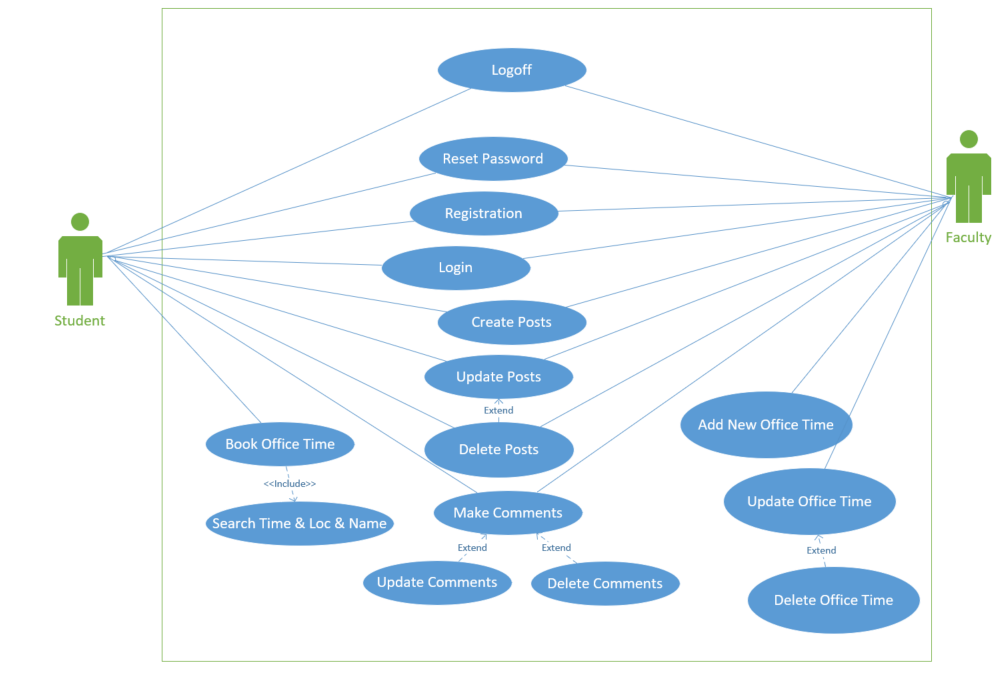 Logoff
Reset Password
Registration
Faculty
Login
Student
Create Posts
Update Posts
Extend
Add New Office Time
Book Office Time
Delete Posts
<<Include>>
Update Office Time
Make Comments
Search Time & Loc & Name
Extend
Extend
Extend
Update Comments
Delete Comments
Delete Office Time